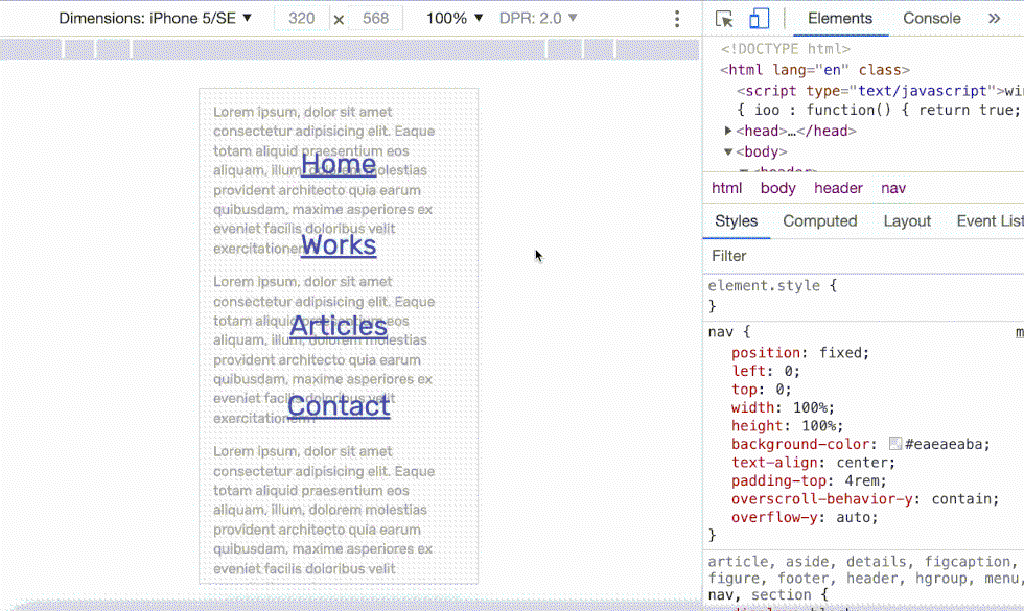 Dimensions: iPhone 5/SE ▼ 320 × 568 100% ▼ DPR: 2.0 ▼
Elements Console »
Lorem ipsum, dolor sit amet
consectetur adipisicing elit. Eaque
totam aliquid praesentium eos
aliquam, illum, dolorem molestias
provident architecto quia earum
quibusdam, maxime asperiores ex
eveniet facilis doloribus velit
Home
Works
Lorem ipsum, dolor sit amet
consectetur adipisicing elit. Eaque
totam aliquid praesentium eos
aliquam, illum, dolorem molestias
provident architecto quia earum
quibusdam, maxime asperiores ex
eveniet facilis doloribus velit
Articles
Contact
Lorem ipsum, dolor sit amet
consectetur adipisicing elit. Eaque
totam aliquid praesentium eos
aliquam, illum, dolorem molestias
provident architecto quia earum
quibusdam, maxime asperiores ex
eveniet facilis doloribus velit
<!DOCTYPE html>
<html lang="en" class>
<script type="text/javascript">win
{ ioo : function() { return true;
▶<head>…</head>
▼<body>
html body header nav
Styles Computed Layout Event List
Filter
element.style {
}
nav {
position: fixed;
left: 0;
top: 0;
width: 100%;
height: 100%;
background-color: #eaeaeaba;
text-align: center;
padding-top: 4rem;
overscroll-behavior-y: contain;
overflow-y: auto;
}
article, aside, details, figcaption,
figure, footer, header, hgroup, menu,
nav, section {